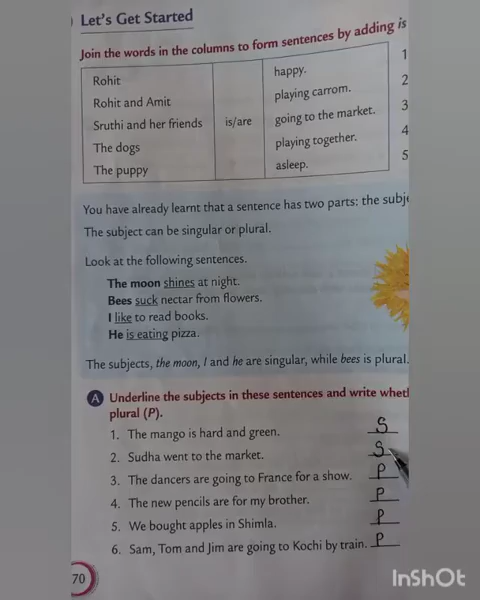 Let's Get Started
Join the words in the columns to form sentences by adding is
Rohit
Rohit and Amit
Sruthi and her friends
The dogs
The puppy
is/are
happy.
playing carrom.
going to the market.
playing together.
asleep.
1
2
3
4
5
You have already learnt that a sentence has two parts: the subje
The subject can be singular or plural.
Look at the following sentences.
The moon shines at night.
Bees suck nectar from flowers.
I like to read books.
He is eating pizza.
The subjects, the moon, I and he are singular, while bees is plural.
A Underline the subjects in these sentences and write whet
plural (P).
1. The mango is hard and green. S
2. Sudha went to the market. S
3. The dancers are going to France for a show. P
4. The new pencils are for my brother. P
5. We bought apples in Shimla. P
6. Sam, Tom and Jim are going to Kochi by train. P
70
InShOt